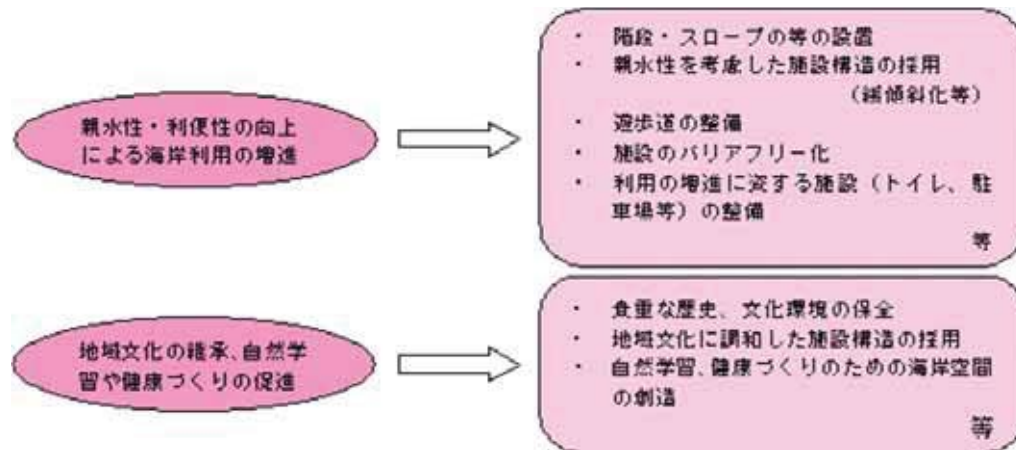 親水性・利便性の向上
による海岸利用の増進
・ 階段・スロープの等の設置
・ 親水性を考慮した施設構造の採用
(緩傾斜化等)
・ 遊歩道の整備
・ 施設のバリアフリー化
・ 利用の増進に資する施設(トイレ、駐
車場等)の整備
等
地域文化の継承、自然学
習や健康づくりの促進
・ 貴重な歴史、文化環境の保全
・ 地域文化に調和した施設構造の採用
・ 自然学習、健康づくりのための海岸空間
の創造
等